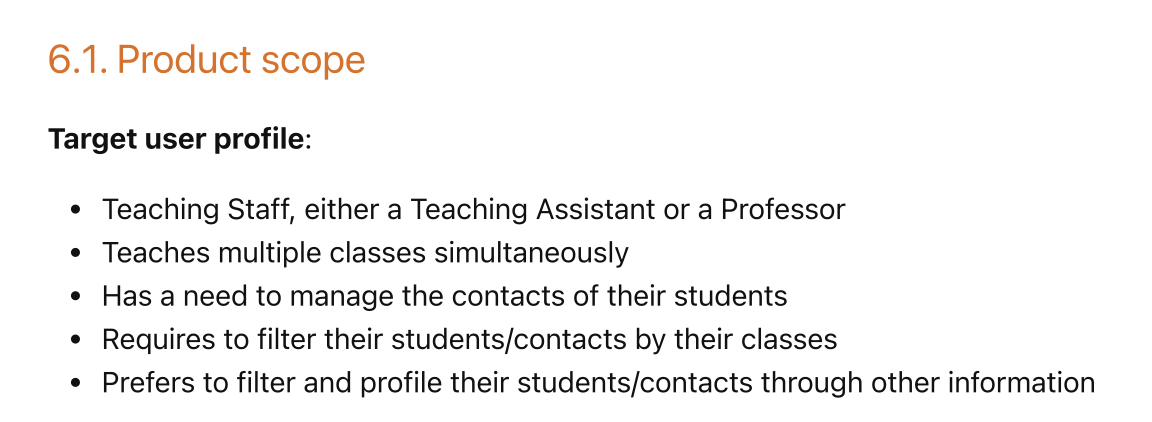 6.1. Product scope
Target user profile:
• Teaching Staff, either a Teaching Assistant or a Professor
• Teaches multiple classes simultaneously
• Has a need to manage the contacts of their students
• Requires to filter their students/contacts by their classes
• Prefers to filter and profile their students/contacts through other information